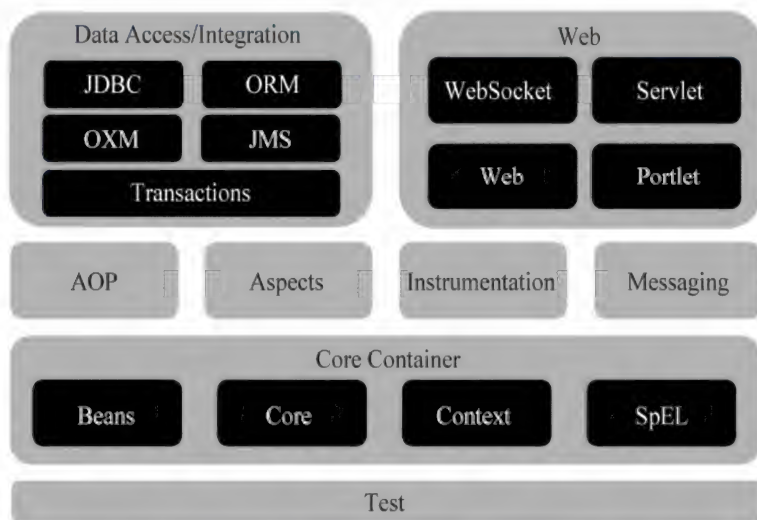 Data Access/Integration
JDBC ORM
OXM JMS
Transactions
Web
WebSocket Servlet
Web Portlet
AOP Aspects Instrumentation Messaging
Core Container
Beans Core Context SpEL
Test